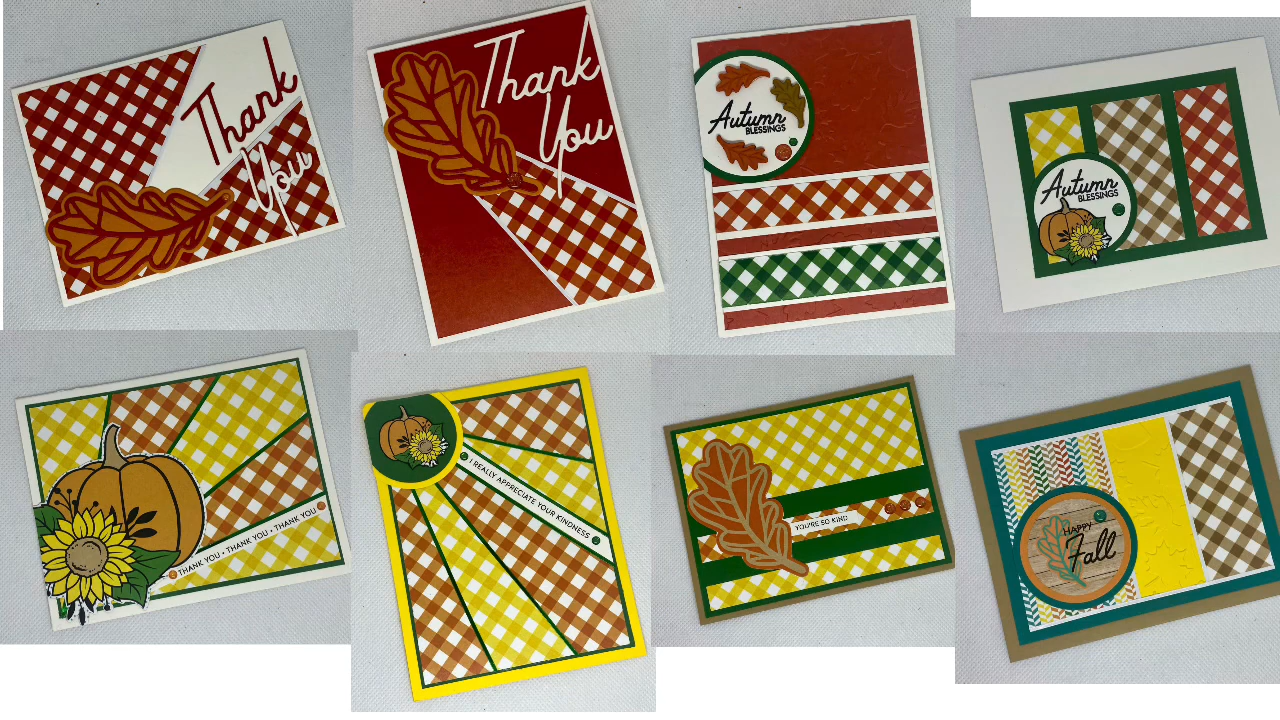 Thank
You
Thank
You
Autumn
BLESSINGS
Autumn
BLESSINGS
THANK YOU • THANK YOU • THANK YOU
I REALLY APPRECIATE YOUR KINDNESS
YOU'RE SO KIND
HAPPY
Fall